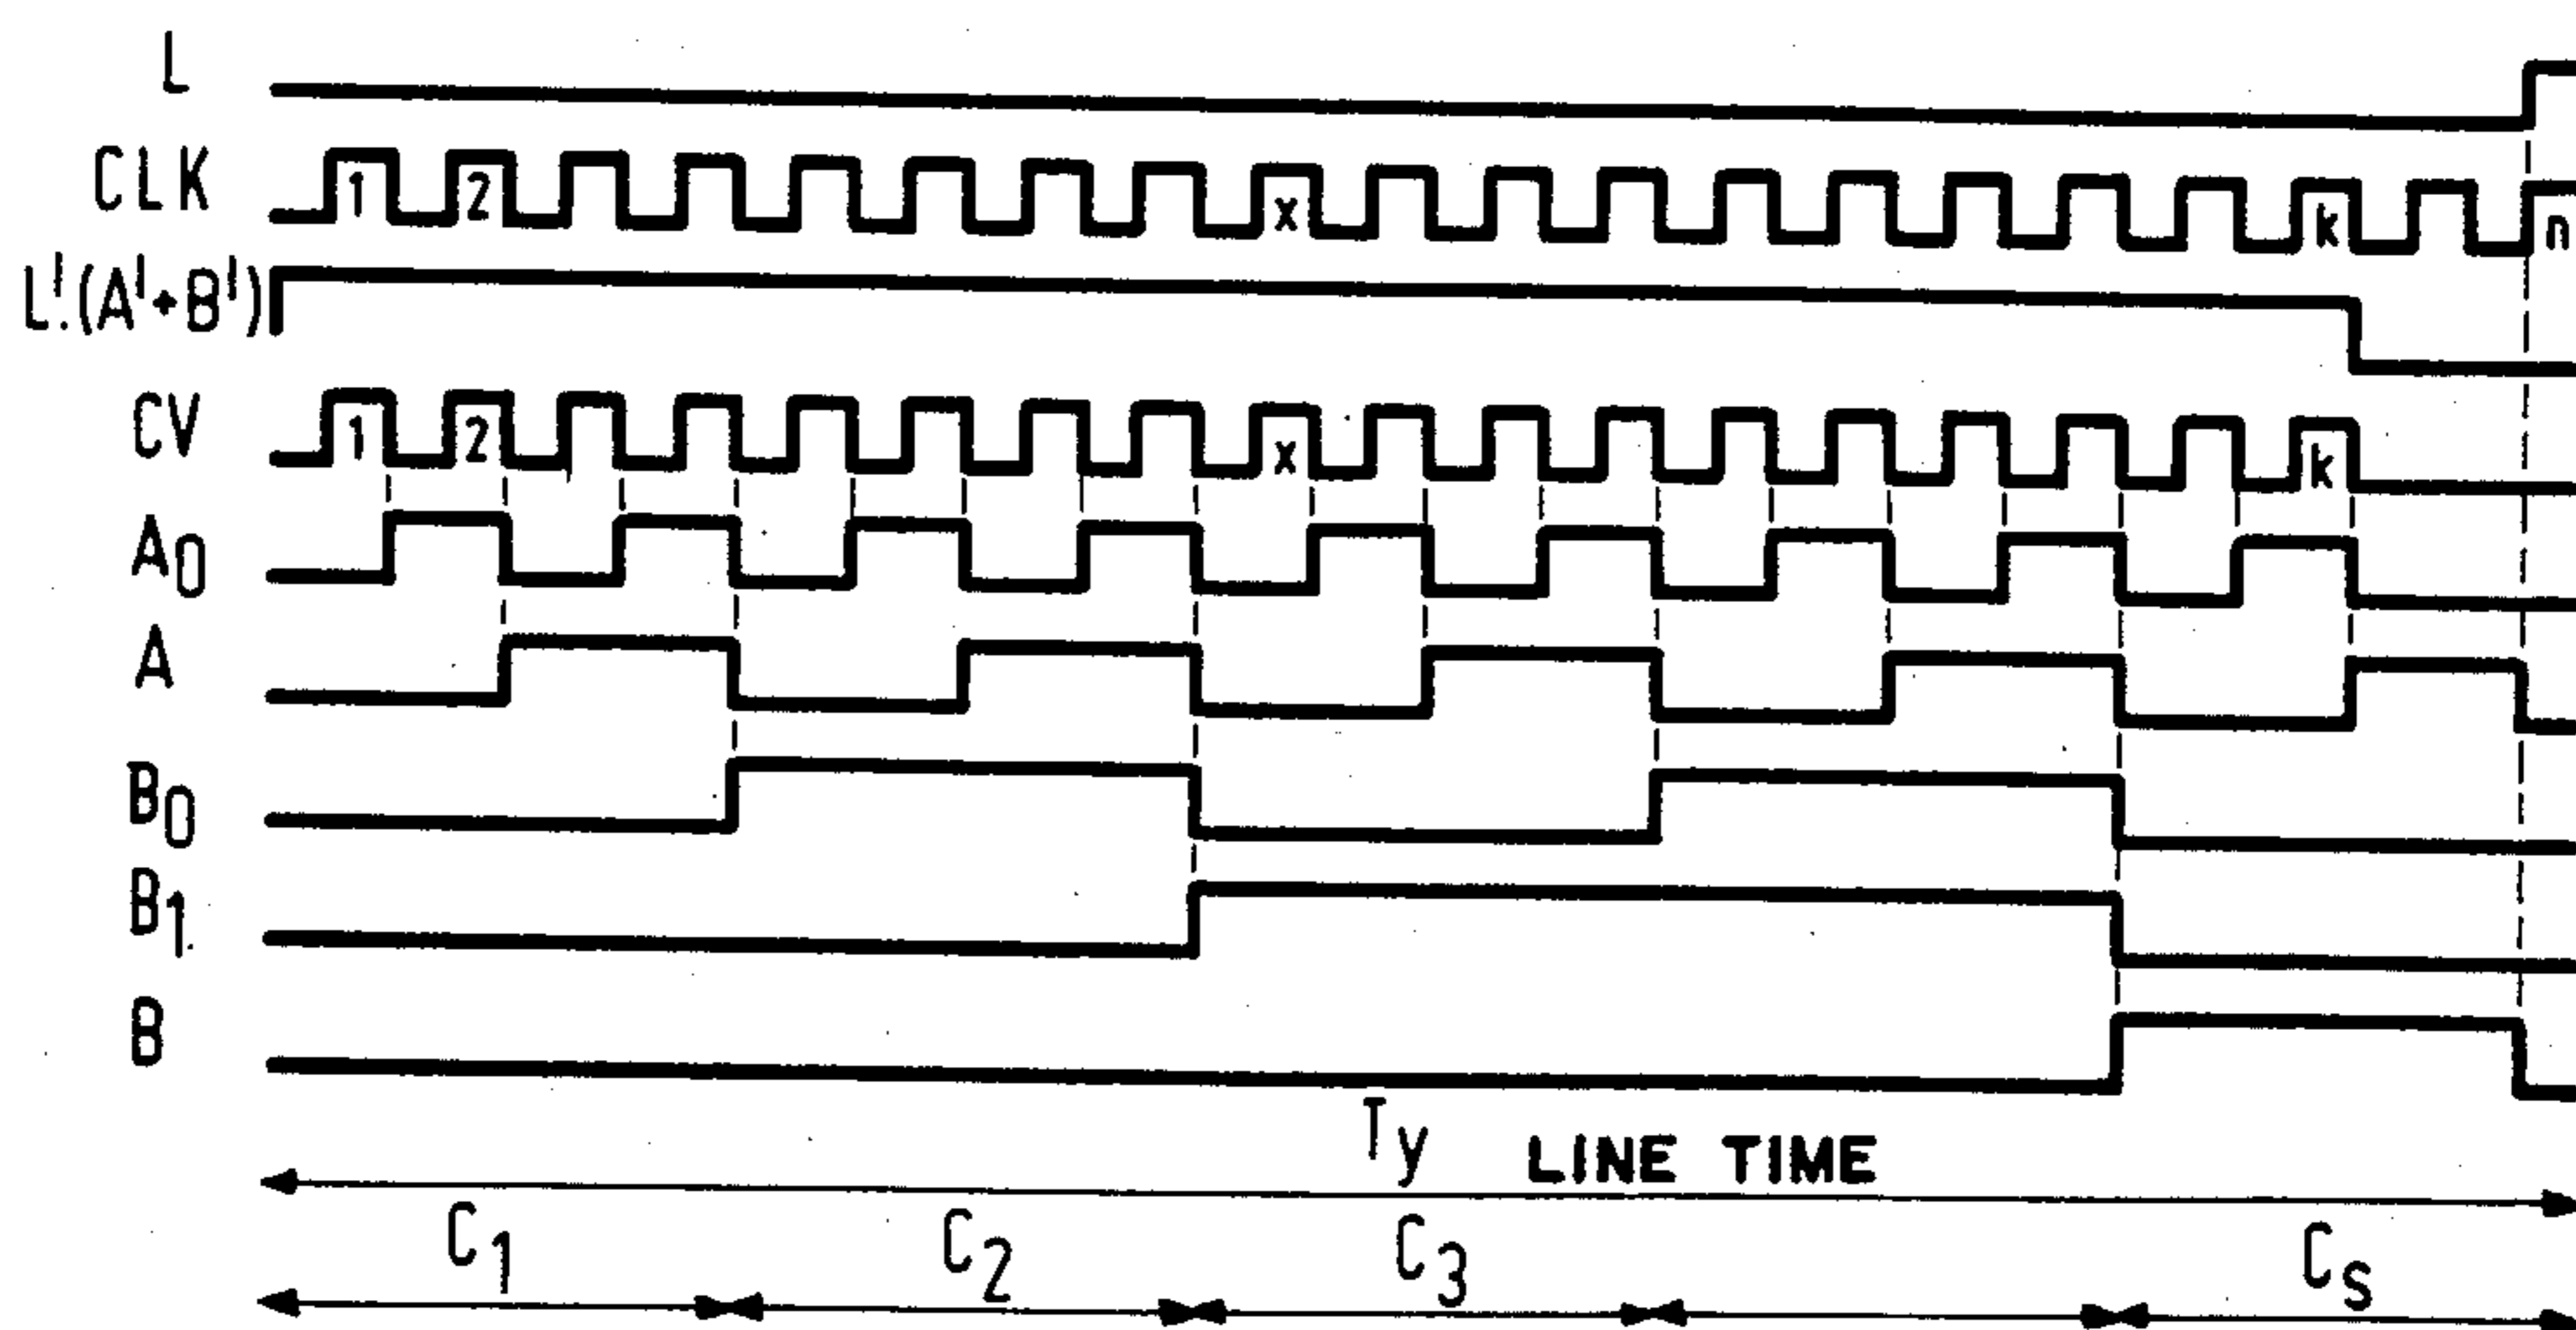 L
CLK 1 2 x k n
L'.(A'+B')
CV 1 2 x k
A0
A
B0
B1
B
Ty LINE TIME
C1 C2 C3 Cs